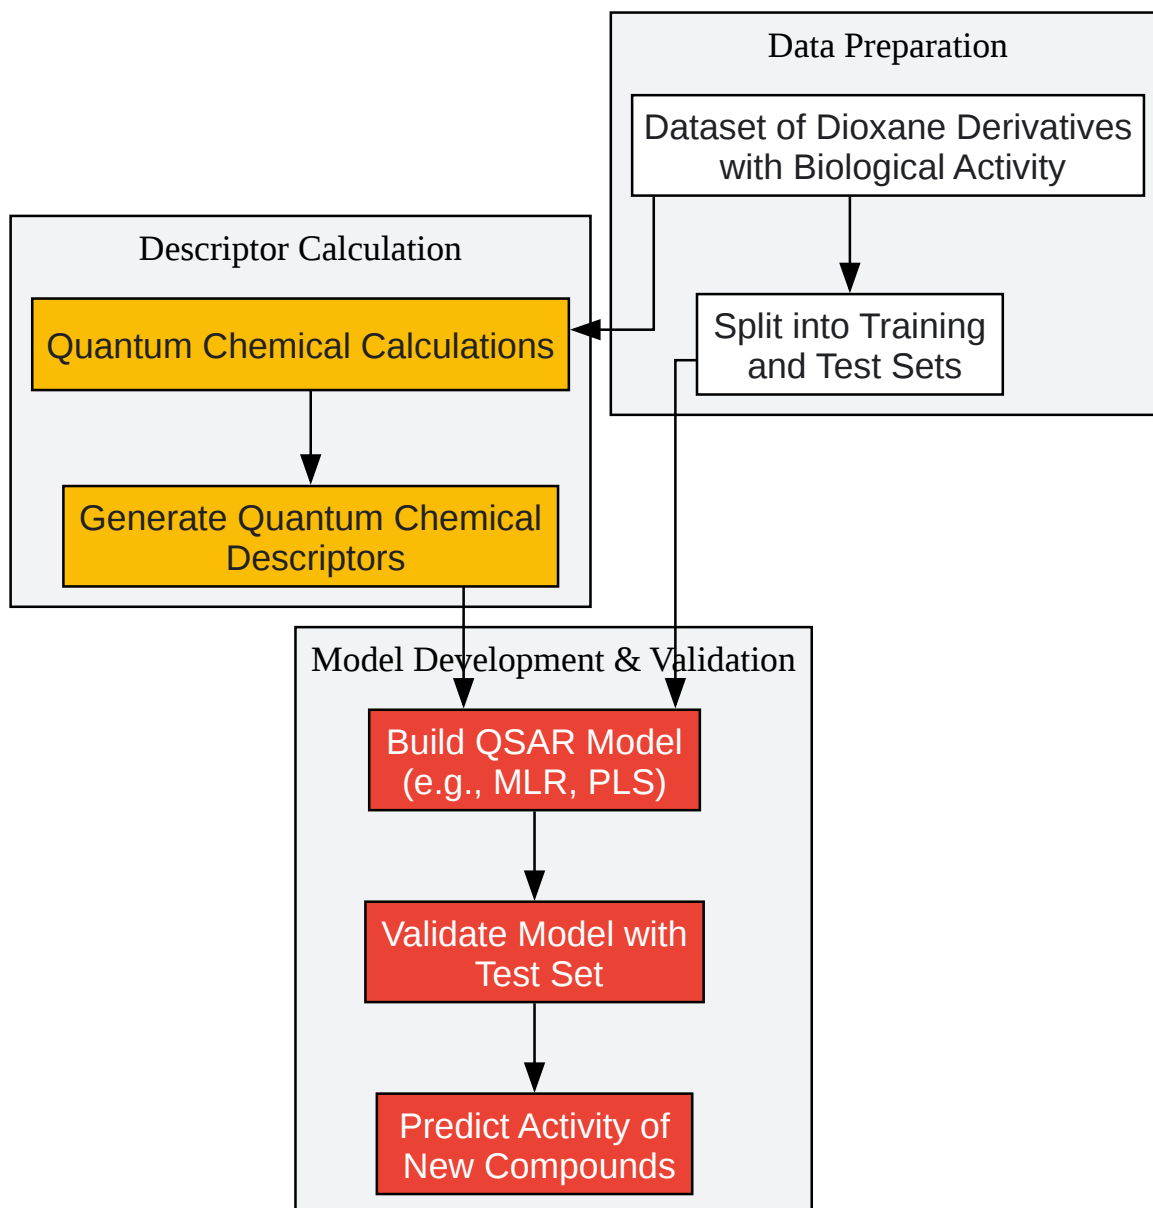 Data Preparation
Dataset of Dioxane Derivatives
with Biological Activity
Split into Training
and Test Sets
Descriptor Calculation
Quantum Chemical Calculations
Generate Quantum Chemical
Descriptors
Model Development & Validation
Build QSAR Model
(e.g., MLR, PLS)
Validate Model with
Test Set
Predict Activity of
New Compounds